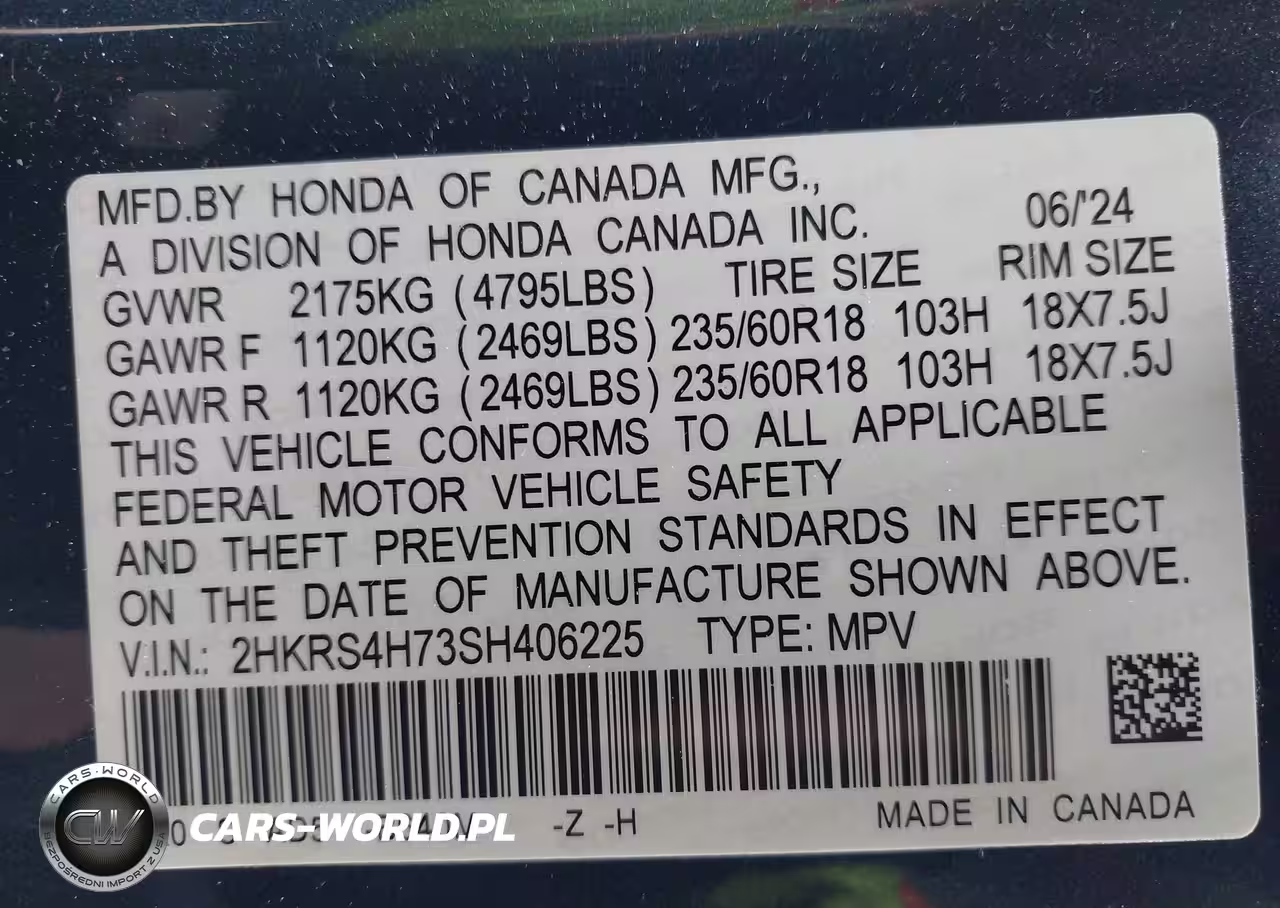 MFD.BY HONDA OF CANADA MFG.,
A DIVISION OF HONDA CANADA INC. 06/'24
GVWR 2175KG (4795LBS) TIRE SIZE RIM SIZE
GAWR F 1120KG (2469LBS) 235/60R18 103H 18X7.5J
GAWR R 1120KG (2469LBS) 235/60R18 103H 18X7.5J
THIS VEHICLE CONFORMS TO ALL APPLICABLE
FEDERAL MOTOR VEHICLE SAFETY
AND THEFT PREVENTION STANDARDS IN EFFECT
ON THE DATE OF MANUFACTURE SHOWN ABOVE.
V.I.N.: 2HKRS4H73SH406225 TYPE: MPV
-Z -H MADE IN CANADA
CARS-WORLD
CW
BEZPOŚREDNI IMPORT Z USA
CARS-WORLD.PL